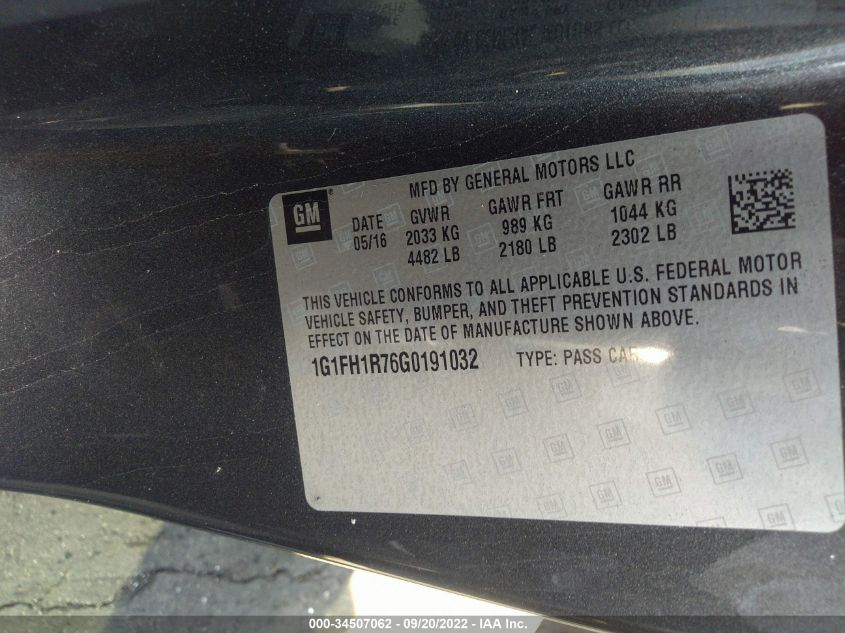 MFD BY GENERAL MOTORS LLC
GM
DATE GVWR GAWR FRT GAWR RR
05/16 2033 KG 989 KG 1044 KG
4482 LB 2180 LB 2302 LB
THIS VEHICLE CONFORMS TO ALL APPLICABLE U.S. FEDERAL MOTOR
VEHICLE SAFETY, BUMPER, AND THEFT PREVENTION STANDARDS IN
EFFECT ON THE DATE OF MANUFACTURE SHOWN ABOVE.
1G1FH1R76G0191032 TYPE: PASS CAR
000-34507062 - 09/20/2022 - IAA Inc.